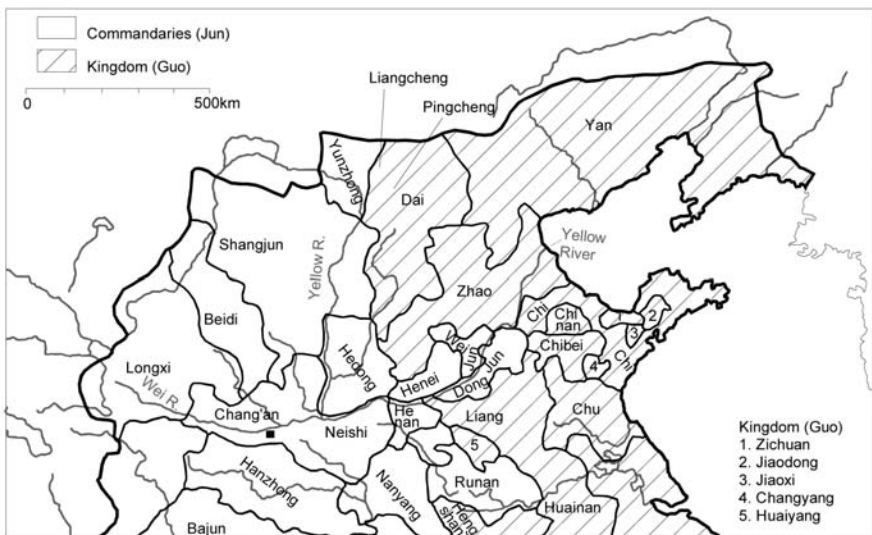 Commandaries (Jun)
Kingdom (Guo)
0
500km
Liangcheng
Pingcheng
Yan
Yunzhong
Dai
Shangjun
Yellow R.
Yellow
River
Zhao
Beidi
Chi
Chi
nan
1
2
3
Wei
Jun
Chibei
Chi
4
Longxi
Hedong
Henei
Dong
Jun
Wei R.
Chang'an
Neishi
He
nan
Liang
Chu
5
Hanzhong
Nanyang
Runan
Heng
shan
Huainan
Bajun
Kingdom (Guo)
1. Zichuan
2. Jiaodong
3. Jiaoxi
4. Changyang
5. Huaiyang